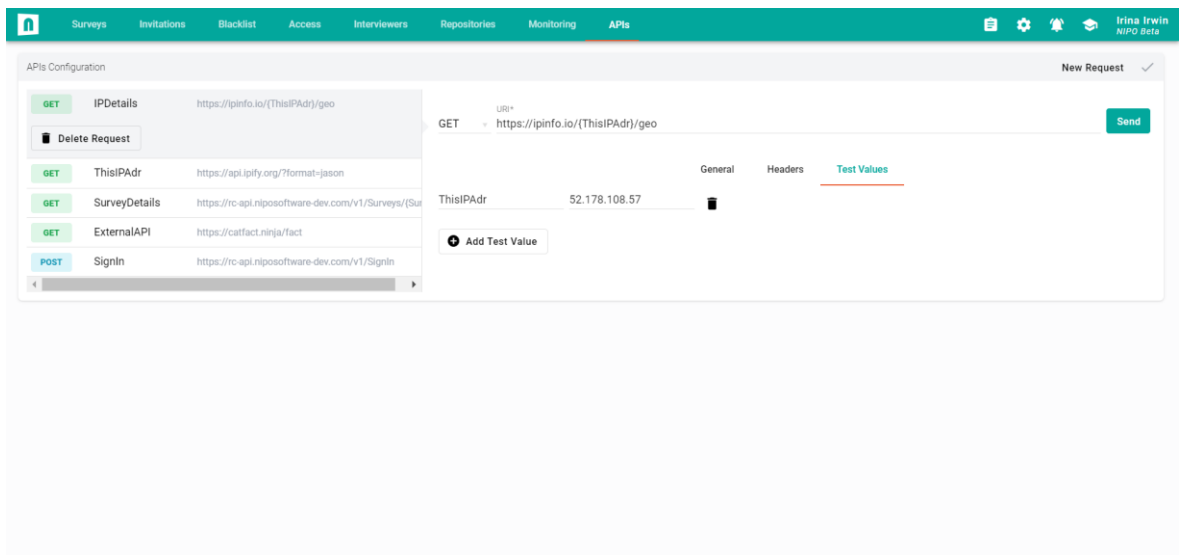 n Surveys Invitations Blacklist Access Interviewers Repositories Monitoring APIs Irina Irwin
NIPO Beta
APIs Configuration New Request
GET IPDetails https://ipinfo.io/{ThisIPAdr}/geo
Delete Request
GET ThisIPAdr https://api.ipify.org/?format=jason
GET SurveyDetails https://rc-api.niposoftware-dev.com/v1/Surveys/{Sur
GET ExternalAPI https://catfact.ninja/fact
POST SignIn https://rc-api.niposoftware-dev.com/v1/SignIn
URI*
GET https://ipinfo.io/{ThisIPAdr}/geo Send
General Headers Test Values
ThisIPAdr 52.178.108.57
Add Test Value